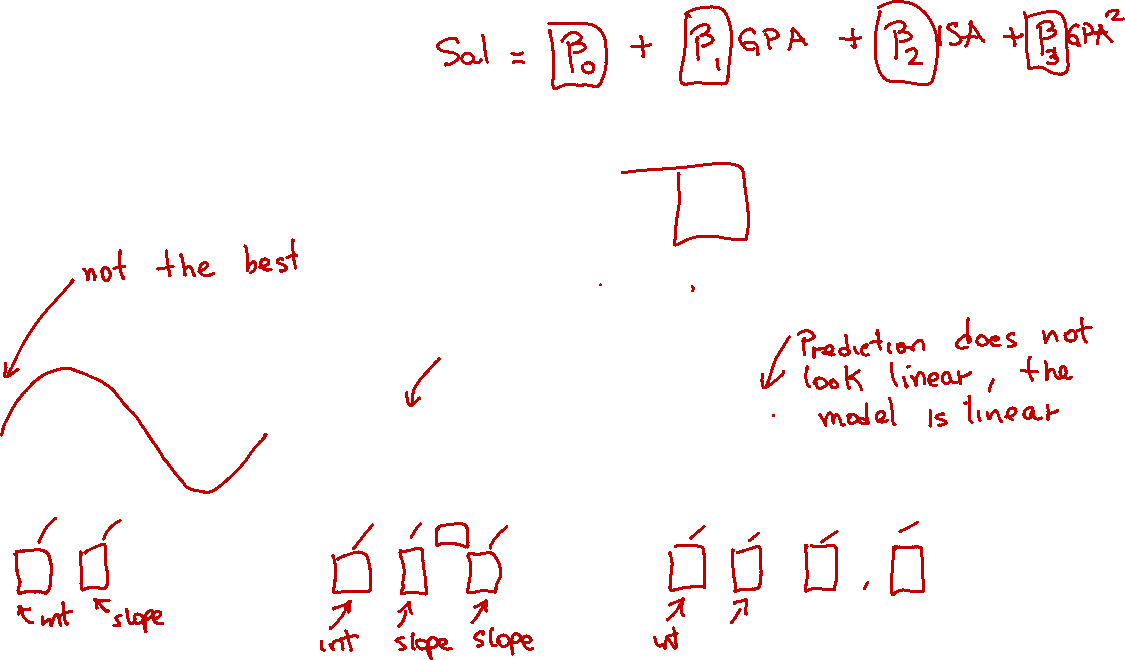 Sal = β₀ + β₁ GPA + β₂ ISA + β₃ GPA²
not the best
Prediction does not
look linear, the
model is linear
int slope
int slope slope
int